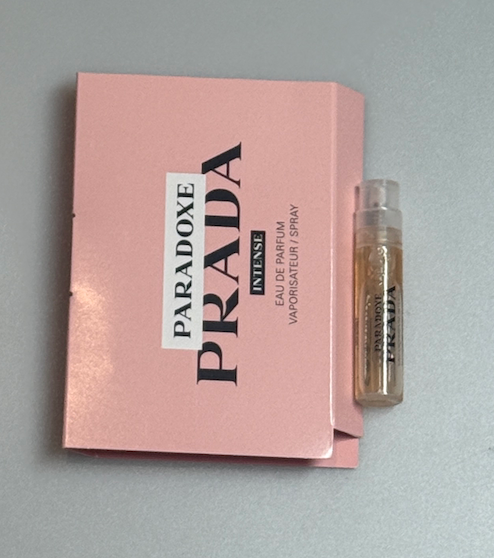 PARADOXE
PRADA
INTENSE
EAU DE PARFUM
VAPORISATEUR / SPRAY
PARADOXE
PRADA